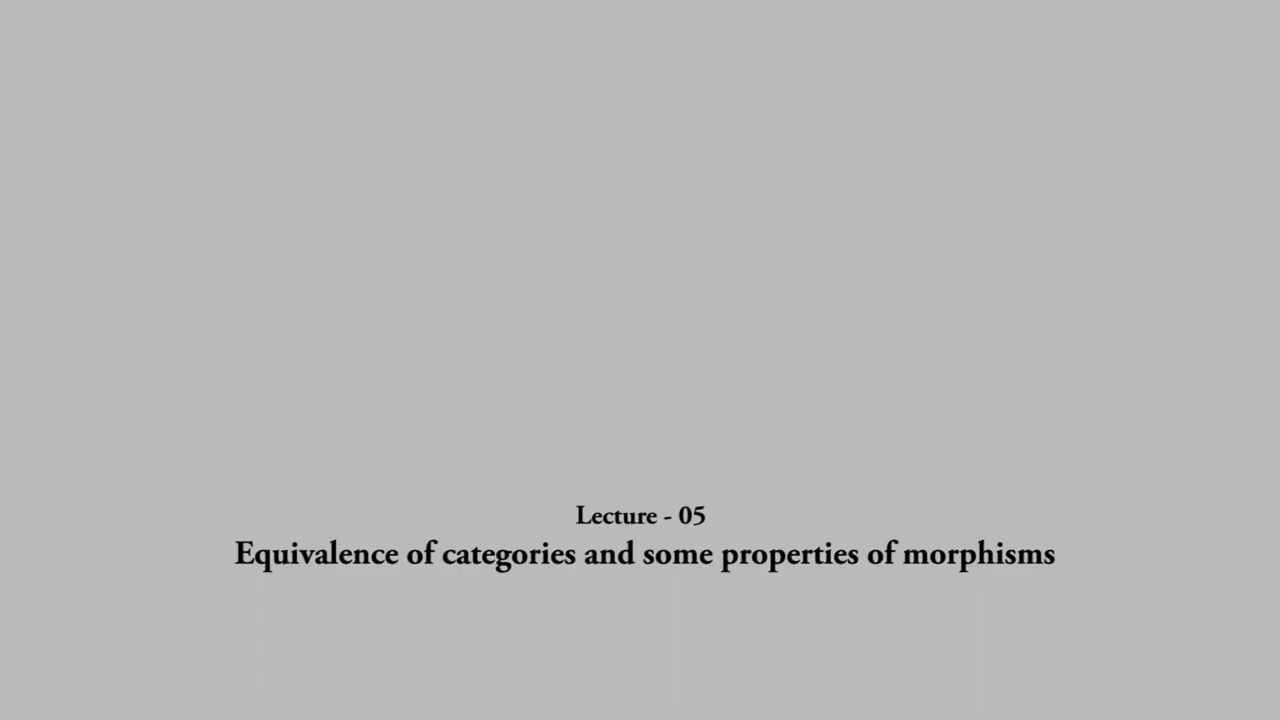 Lecture - 05
Equivalence of categories and some properties of morphisms